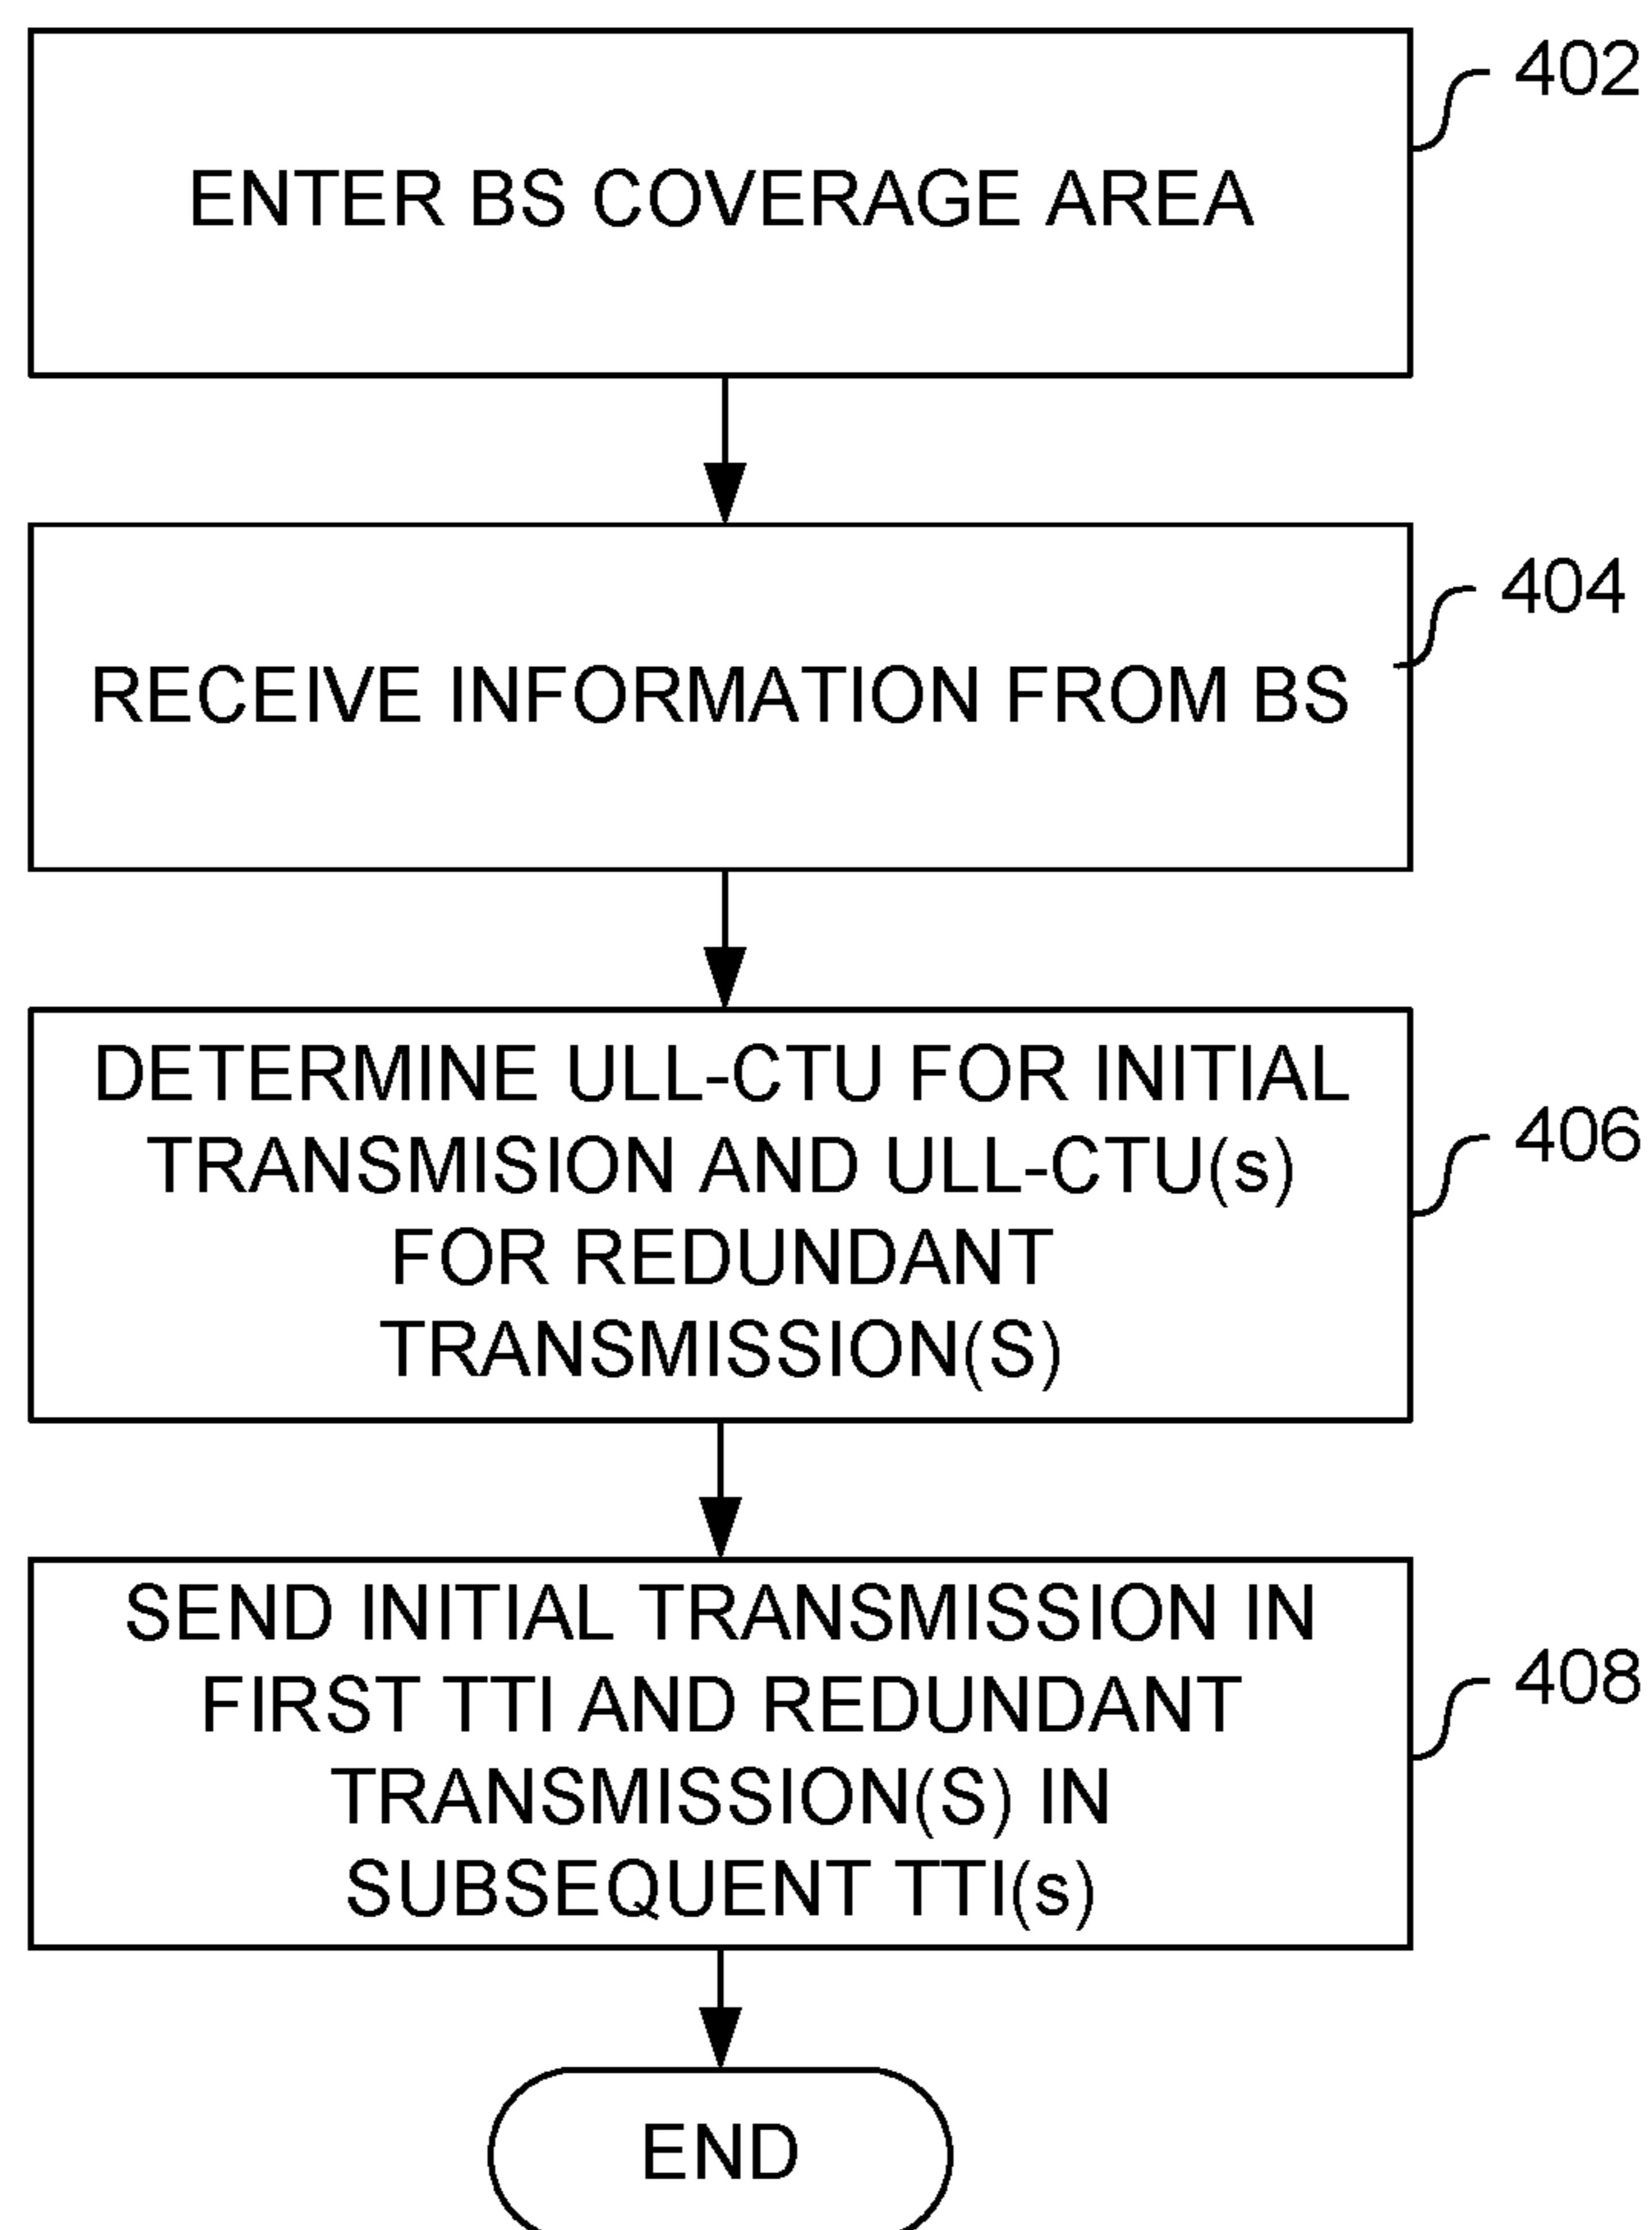 402
ENTER BS COVERAGE AREA
404
RECEIVE INFORMATION FROM BS
DETERMINE ULL-CTU FOR INITIAL
406
TRANSMISION AND ULL-CTU(s)
FOR REDUNDANT
TRANSMISSION(S)
SEND INITIAL TRANSMISSION IN
408
FIRST TTI AND REDUNDANT
TRANSMISSION(S) IN
SUBSEQUENT TTI(s)
END